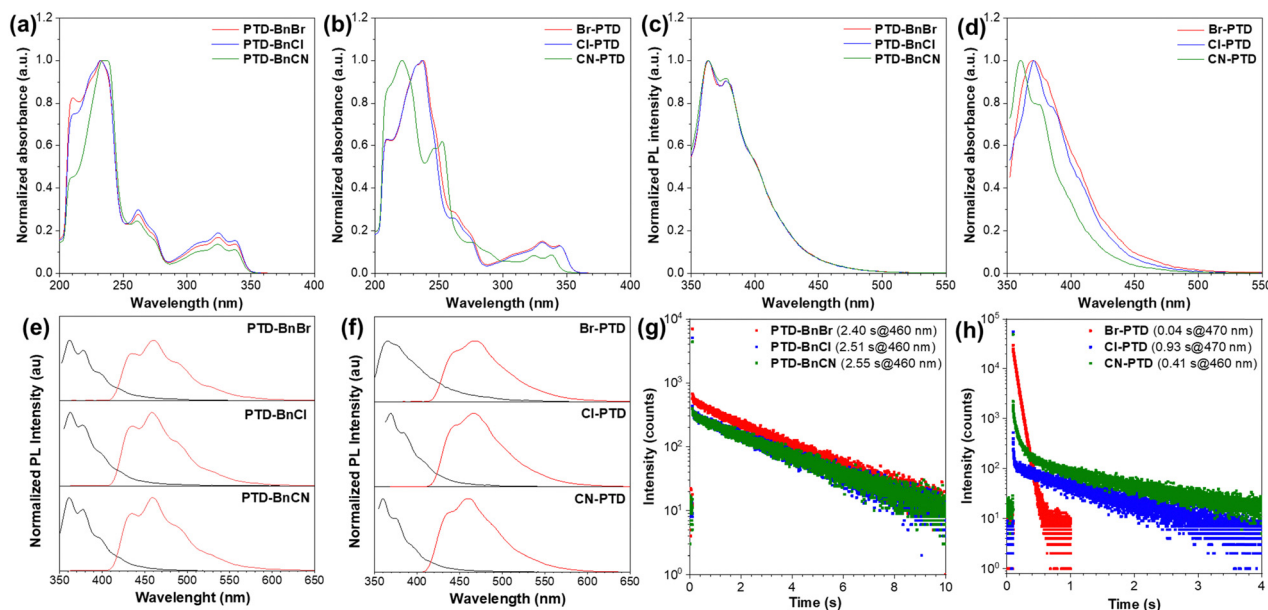 (a)
PTD-BnBr
PTD-BnCl
PTD-BnCN
Normalized absorbance (a.u.)
1.2
1.0
0.8
0.6
0.4
0.2
0.0
200 250 300 350 400
Wavelength (nm)
(b)
Br-PTD
Cl-PTD
CN-PTD
Normalized absorbance (a.u.)
1.2
1.0
0.8
0.6
0.4
0.2
0.0
200 250 300 350 400
Wavelength (nm)
(c)
PTD-BnBr
PTD-BnCl
PTD-BnCN
Normalized PL intensity (a.u.)
1.2
1.0
0.8
0.6
0.4
0.2
0.0
350 400 450 500 550
Wavelength (nm)
(d)
Br-PTD
Cl-PTD
CN-PTD
Normalized absorbance (a.u.)
1.2
1.0
0.8
0.6
0.4
0.2
0.0
350 400 450 500 550
Wavelength (nm)
(e)
PTD-BnBr
PTD-BnCl
PTD-BnCN
Normalized PL Intensity (au)
350 400 450 500 550 600 650
Wavelenght (nm)
(f)
Br-PTD
Cl-PTD
CN-PTD
Normalized PL Intensity (au)
350 400 450 500 550 600 650
Wavelength (nm)
(g)
PTD-BnBr (2.40 s@460 nm)
PTD-BnCl (2.51 s@460 nm)
PTD-BnCN (2.55 s@460 nm)
Intensity (counts)
10⁴
10³
10²
10¹
10⁰
0 2 4 6 8 10
Time (s)
(h)
Br-PTD (0.04 s@470 nm)
Cl-PTD (0.93 s@470 nm)
CN-PTD (0.41 s@460 nm)
Intensity (counts)
10⁵
10⁴
10³
10²
10¹
10⁰
0 1 2 3 4
Time (s)